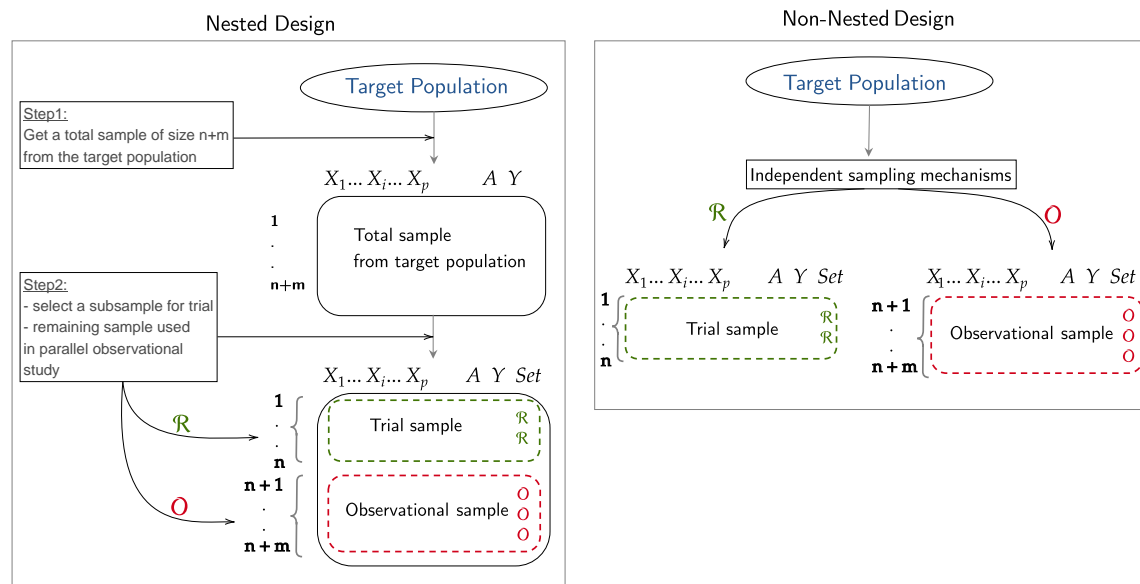 Nested Design
Target Population
Step1:
Get a total sample of size n+m
from the target population
X1... Xi... Xp A Y
1
.
.
n+m
Total sample
from target population
Step2:
- select a subsample for trial
- remaining sample used
in parallel observational
study
X1... Xi... Xp A Y Set
R
1
.
.
n
Trial sample
R
R
O
n+1
.
.
n+m
Observational sample
O
O
O
Non-Nested Design
Target Population
Independent sampling mechanisms
R
O
X1... Xi... Xp A Y Set
1
.
.
n
Trial sample
R
R
X1... Xi... Xp A Y Set
n+1
.
.
n+m
Observational sample
O
O
O